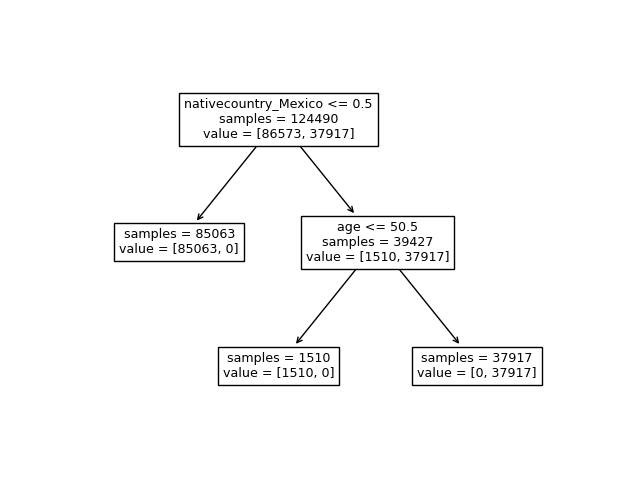 nativecountry_Mexico <= 0.5
samples = 124490
value = [86573, 37917]
samples = 85063
value = [85063, 0]
age <= 50.5
samples = 39427
value = [1510, 37917]
samples = 1510
value = [1510, 0]
samples = 37917
value = [0, 37917]